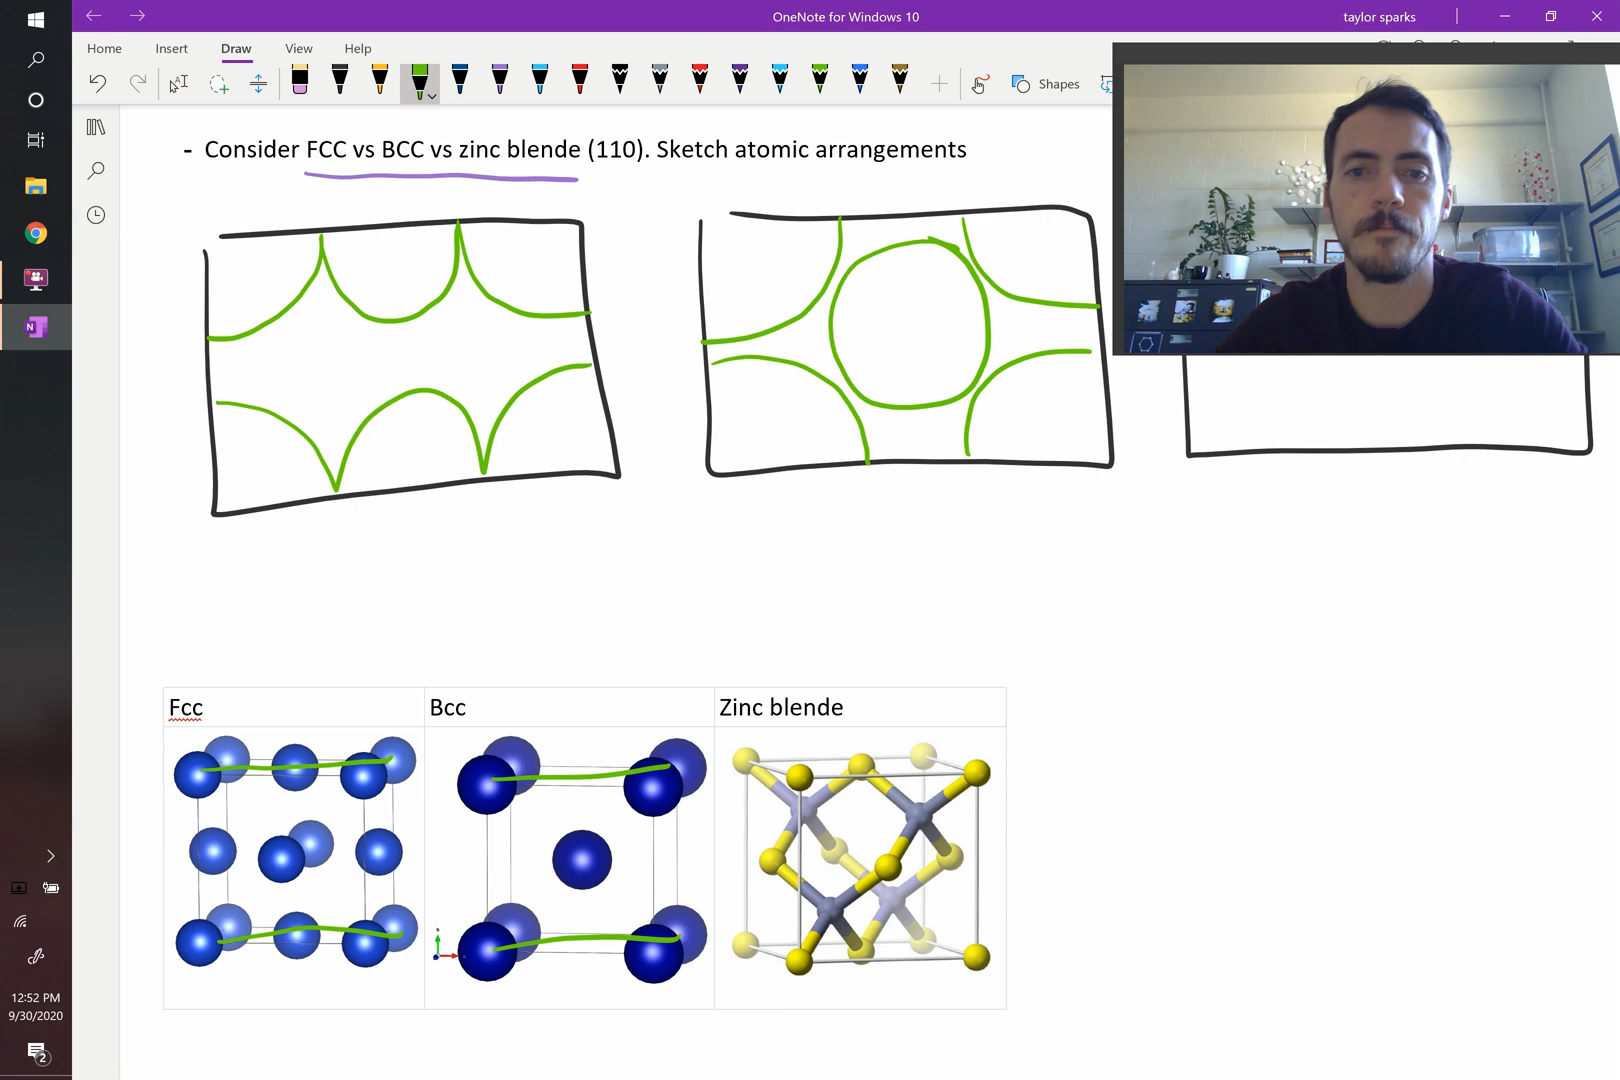 OneNote for Windows 10
taylor sparks
Home Insert Draw View Help
Shapes
- Consider FCC vs BCC vs zinc blende (110). Sketch atomic arrangements
Fcc Bcc Zinc blende
12:52 PM
9/30/2020
2